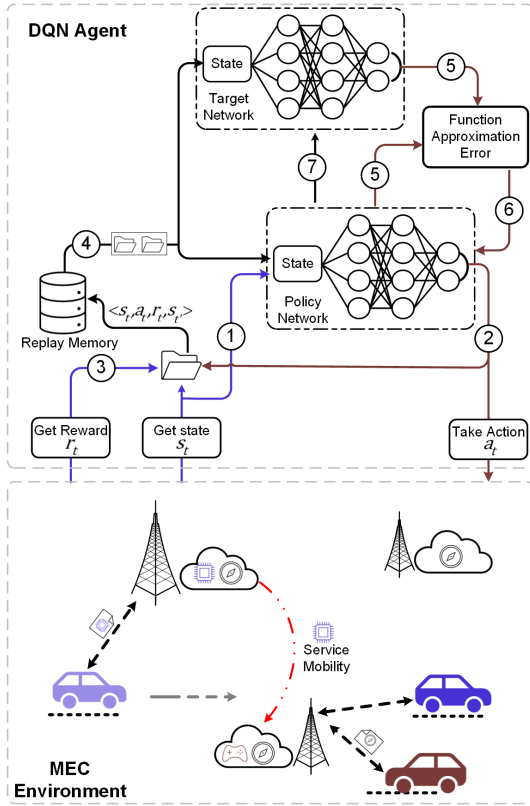 DQN Agent
State
Target
Network
5
Function
Approximation
Error
7
5
6
4
State
Policy
Network
<s_t,a_t,r_t,s_t'>
1
2
Replay Memory
3
Get Reward
r_t
Get state
s_t
Take Action
a_t
Service
Mobility
MEC
Environment